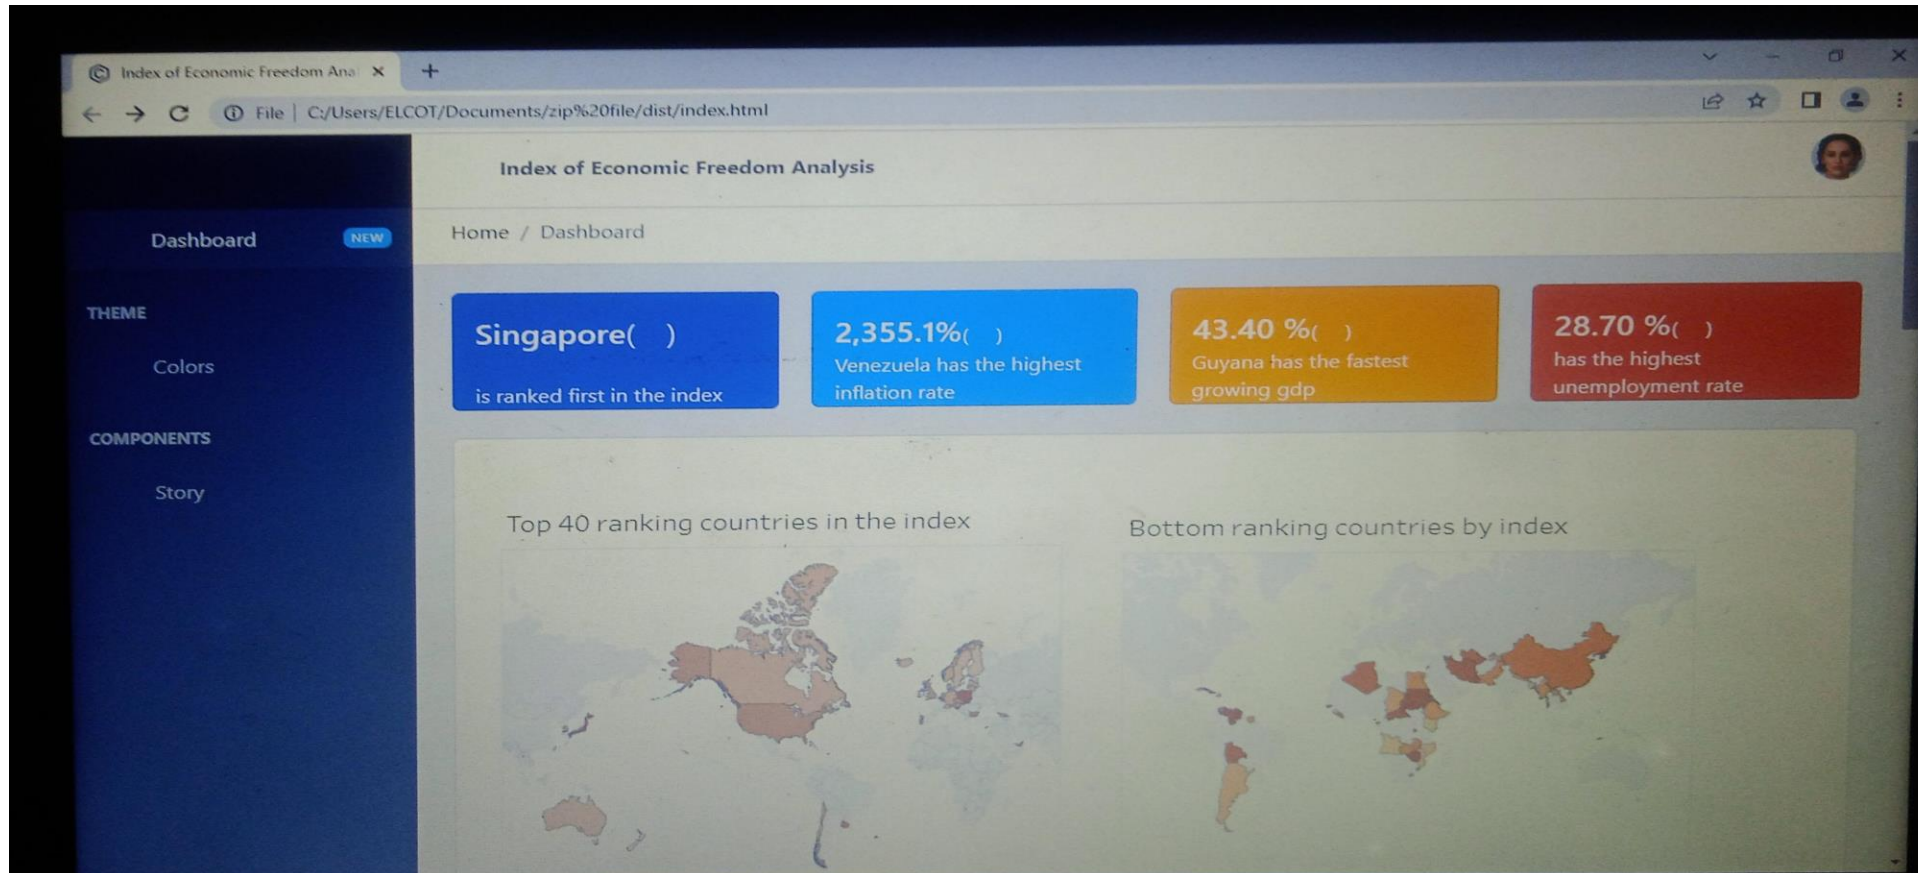 Index of Economic Freedom Ana
File | C:/Users/ELCOT/Documents/zip%20file/dist/index.html
Index of Economic Freedom Analysis
Dashboard NEW
Home / Dashboard
THEME
Colors
COMPONENTS
Story
Singapore( )
is ranked first in the index
2,355.1%( )
Venezuela has the highest
inflation rate
43.40 %( )
Guyana has the fastest
growing gdp
28.70 %( )
has the highest
unemployment rate
Top 40 ranking countries in the index
Bottom ranking countries by index